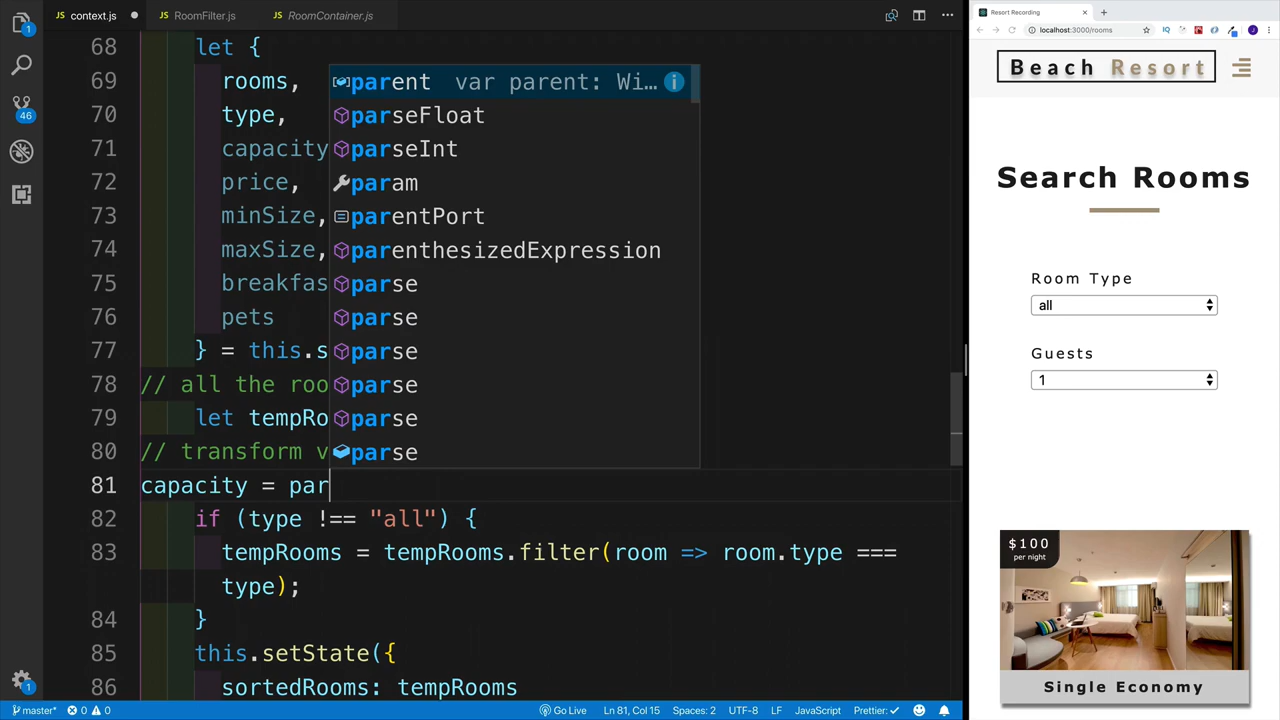 context.js
RoomFilter.js
RoomContainer.js
Resort Recording
localhost:3000/rooms
1
46
1
68 let {
69 rooms,
70 type,
71 capacity
72 price,
73 minSize,
74 maxSize,
75 breakfas
76 pets
77 } = this.s
78 // all the roo
79 let tempRo
80 // transform v
81 capacity = par
82 if (type !== "all") {
83 tempRooms = tempRooms.filter(room => room.type ===
type);
84 }
85 this.setState({
86 sortedRooms: tempRooms
parent var parent: Wi…
parseFloat
parseInt
param
parentPort
parenthesizedExpression
parse
parse
parse
parse
parse
parse
Beach Resort
Search Rooms
Room Type
all
Guests
1
$100
per night
Single Economy
master* 0 0 Go Live Ln 81, Col 15 Spaces: 2 UTF-8 LF JavaScript Prettier: ✓